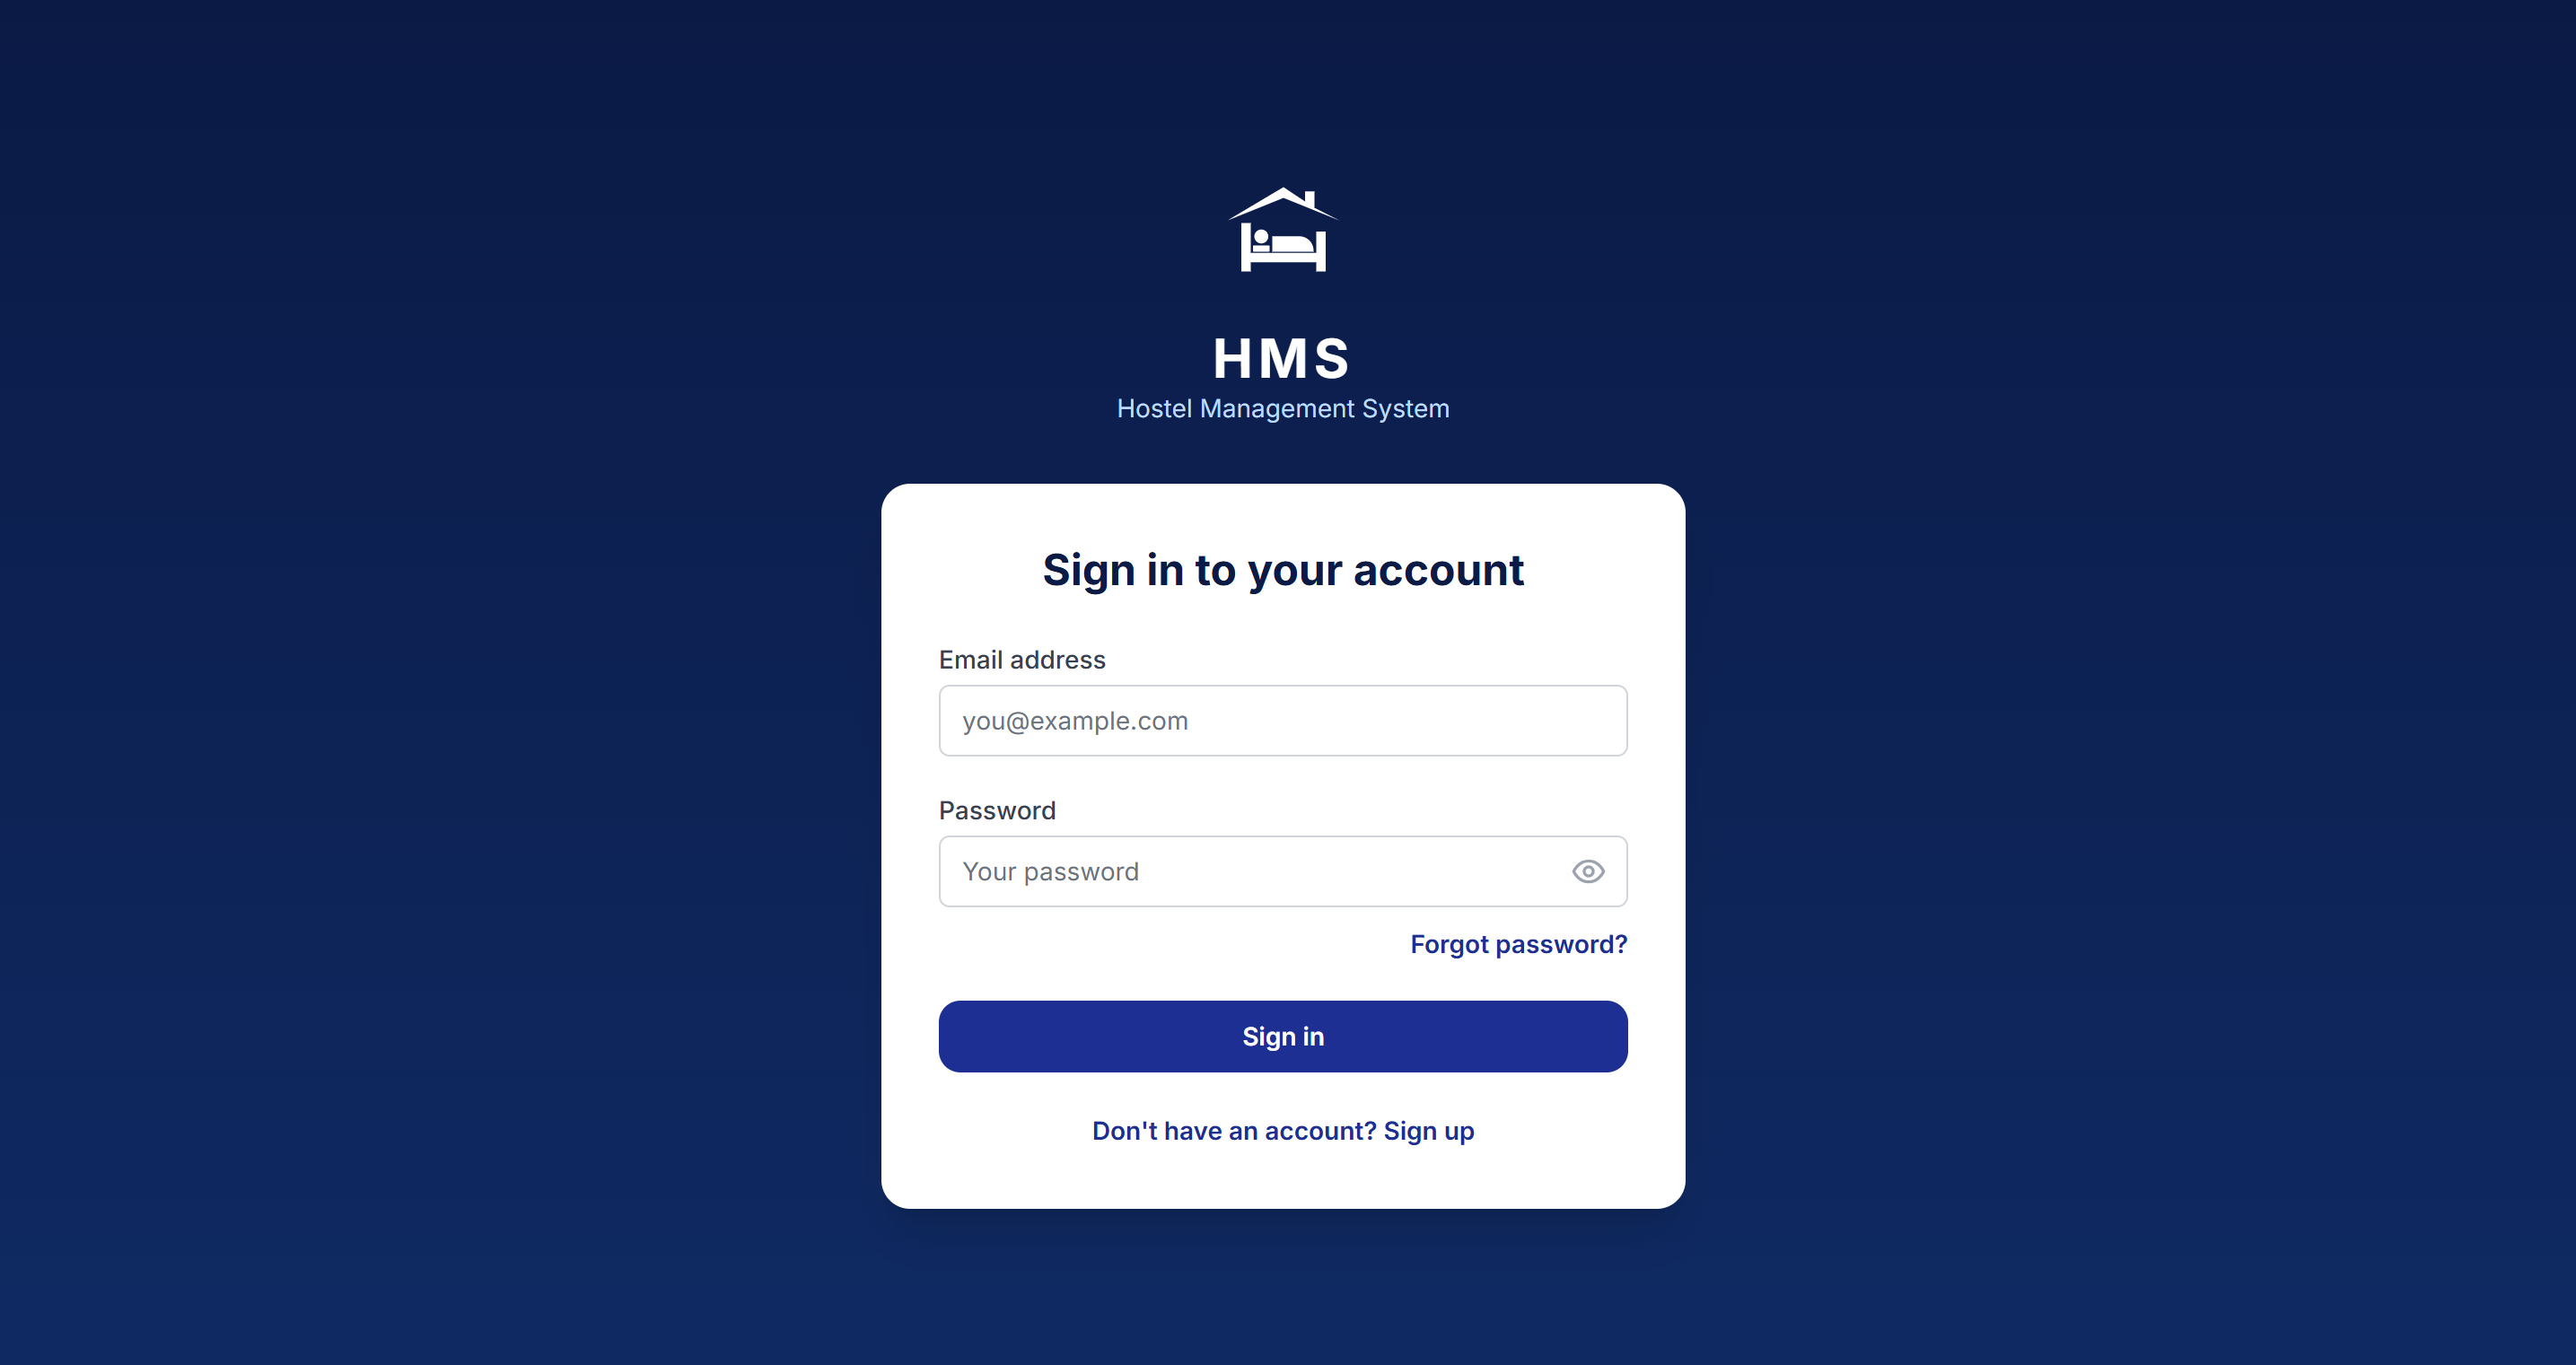 HMS
Hostel Management System
Sign in to your account
Email address
you@example.com
Password
Your password
Forgot password?
Sign in
Don't have an account? Sign up